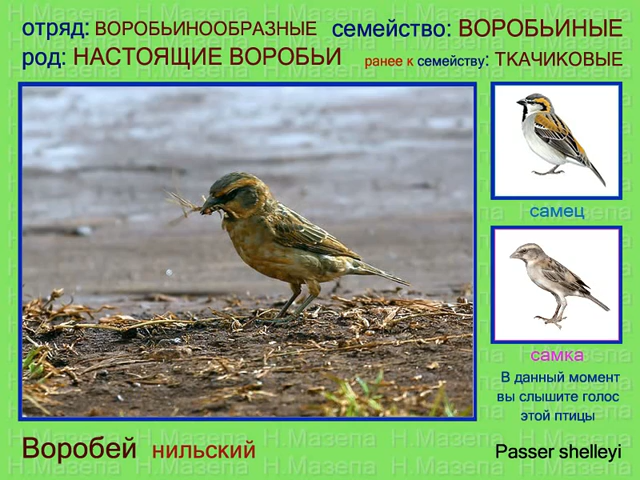 отряд: ВОРОБЬИНООБРАЗНЫЕ семейство: ВОРОБЬИНЫЕ
род: НАСТОЯЩИЕ ВОРОБЬИ ранее к семейству: ТКАЧИКОВЫЕ
самец
самка
В данный момент
вы слышите голос
этой птицы
Воробей нильский
Passer shelleyi
Н.Мазепа